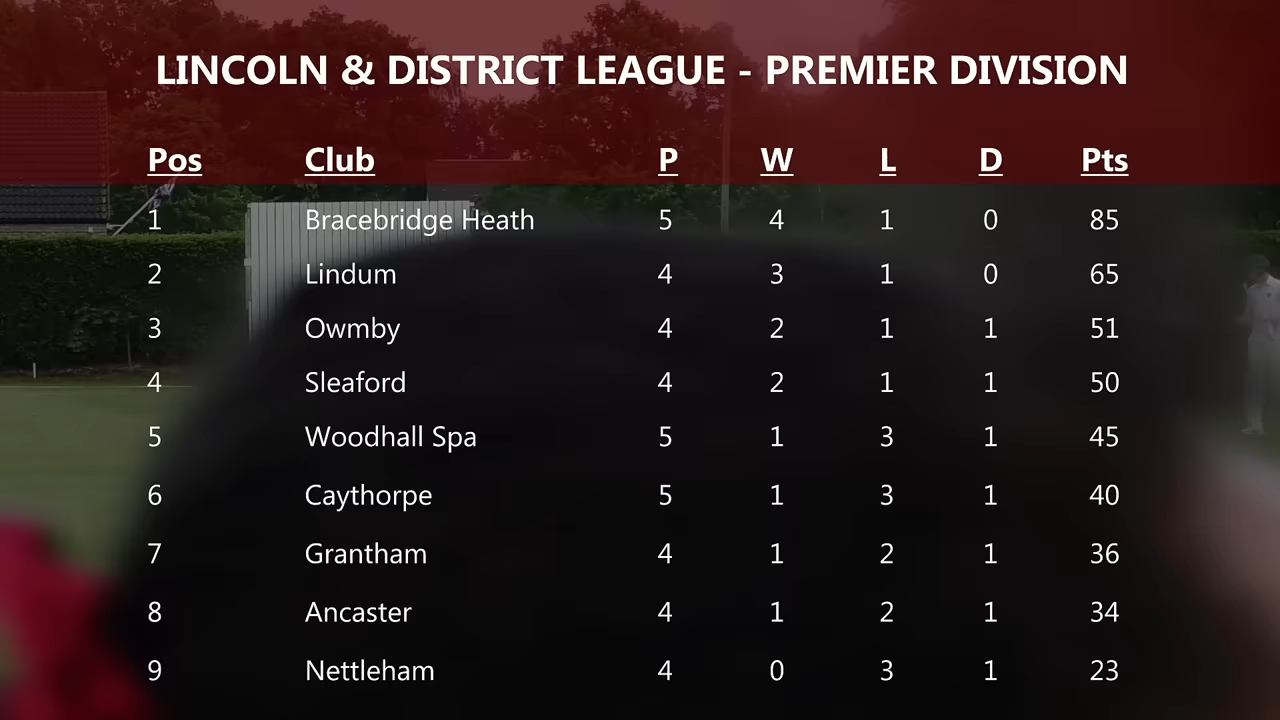 LINCOLN & DISTRICT LEAGUE - PREMIER DIVISION
Pos Club P W L D Pts
1 Bracebridge Heath 5 4 1 0 85
2 Lindum 4 3 1 0 65
3 Owmby 4 2 1 1 51
4 Sleaford 4 2 1 1 50
5 Woodhall Spa 5 1 3 1 45
6 Caythorpe 5 1 3 1 40
7 Grantham 4 1 2 1 36
8 Ancaster 4 1 2 1 34
9 Nettleham 4 0 3 1 23